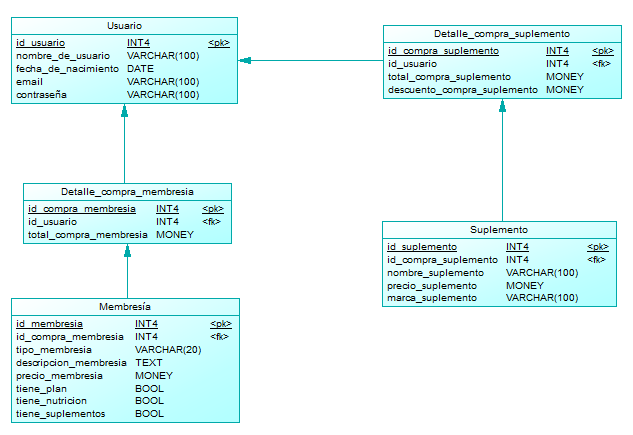 Usuario
id_usuario INT4 <pk>
nombre_de_usuario VARCHAR(100)
fecha_de_nacimiento DATE
email VARCHAR(100)
contraseña VARCHAR(100)
Detalle_compra_suplemento
id_compra_suplemento INT4 <pk>
id_usuario INT4 <fk>
total_compra_suplemento MONEY
descuento_compra_suplemento MONEY
Detalle_compra_membresia
id_compra_membresia INT4 <pk>
id_usuario INT4 <fk>
total_compra_membresia MONEY
Suplemento
id_suplemento INT4 <pk>
id_compra_suplemento INT4 <fk>
nombre_suplemento VARCHAR(100)
precio_suplemento MONEY
marca_suplemento VARCHAR(100)
Membresía
id_membresia INT4 <pk>
id_compra_membresia INT4 <fk>
tipo_membresia VARCHAR(20)
descripcion_membresia TEXT
precio_membresia MONEY
tiene_plan BOOL
tiene_nutricion BOOL
tiene_suplementos BOOL